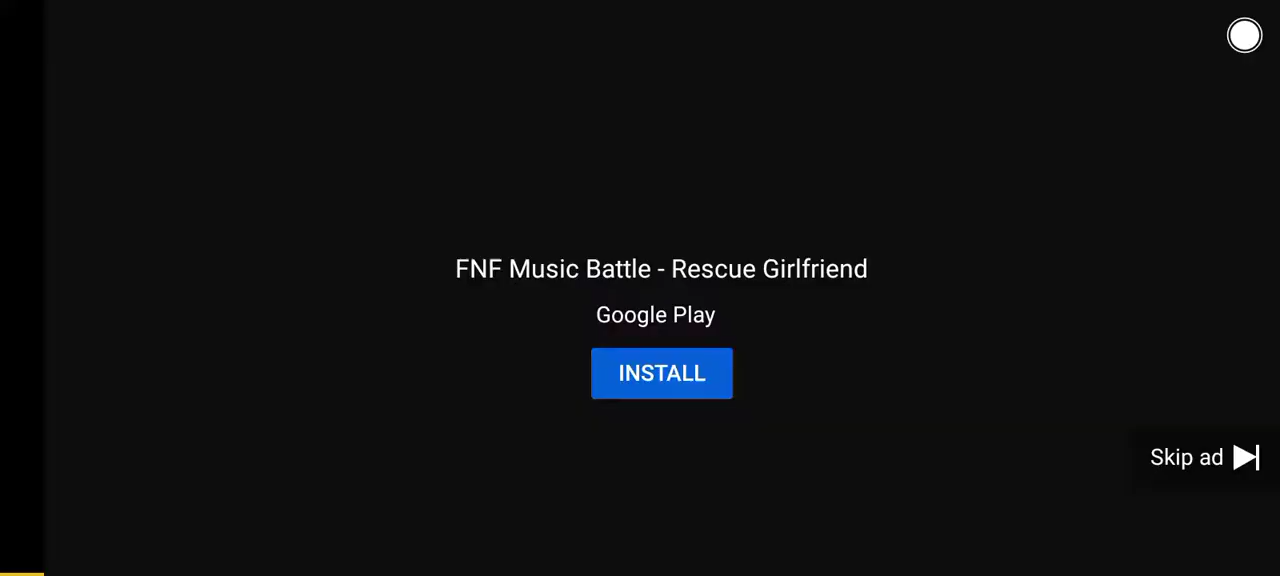 FNF Music Battle - Rescue Girlfriend
Google Play
INSTALL
Skip ad